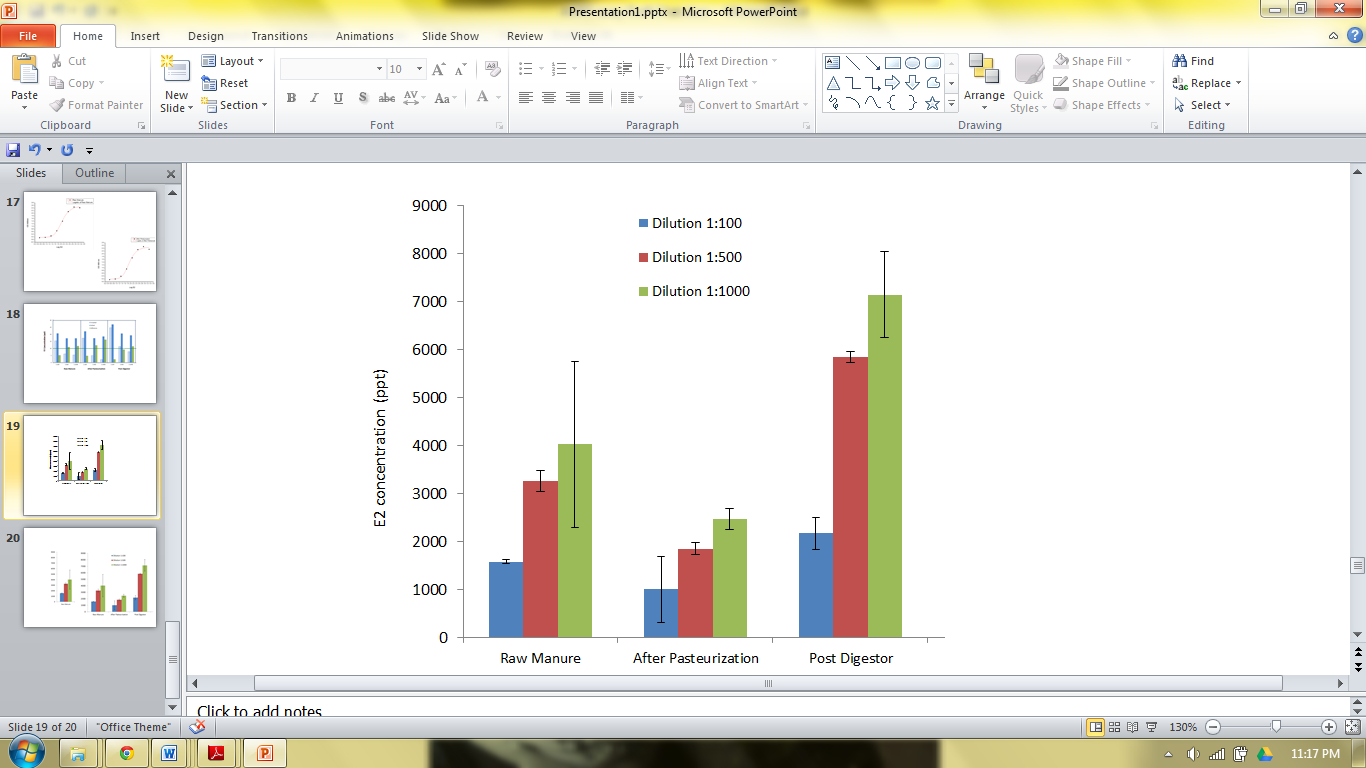 Presentation1.pptx - Microsoft PowerPoint
File Home Insert Design Transitions Animations Slide Show Review View
Paste
Cut
Copy
Format Painter
Clipboard
New Slide
Layout
Reset
Section
Slides
10
B I U S abc AV Aa A
Font
Text Direction
Align Text
Convert to SmartArt
Paragraph
Arrange
Quick Styles
Shape Fill
Shape Outline
Shape Effects
Drawing
Find
Replace
Select
Editing
Slides Outline
17
18
19
20
9000
8000
7000
6000
5000
4000
3000
2000
1000
0
E2 concentration (ppt)
Dilution 1:100
Dilution 1:500
Dilution 1:1000
Raw Manure After Pasteurization Post Digestor
Click to add notes
Slide 19 of 20 "Office Theme" 130%
11:17 PM